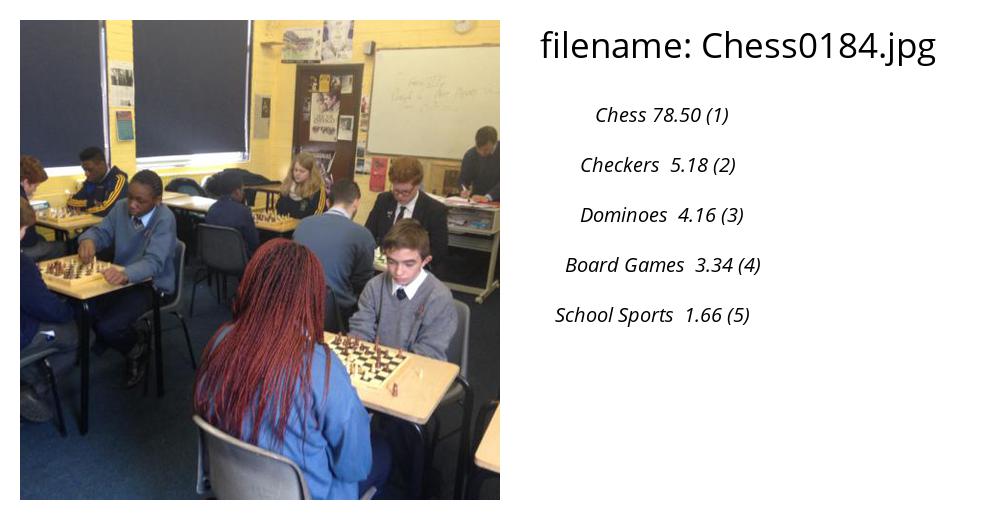 filename: Chess0184.jpg
Chess 78.50 (1)
Checkers 5.18 (2)
Dominoes 4.16 (3)
Board Games 3.34 (4)
School Sports 1.66 (5)